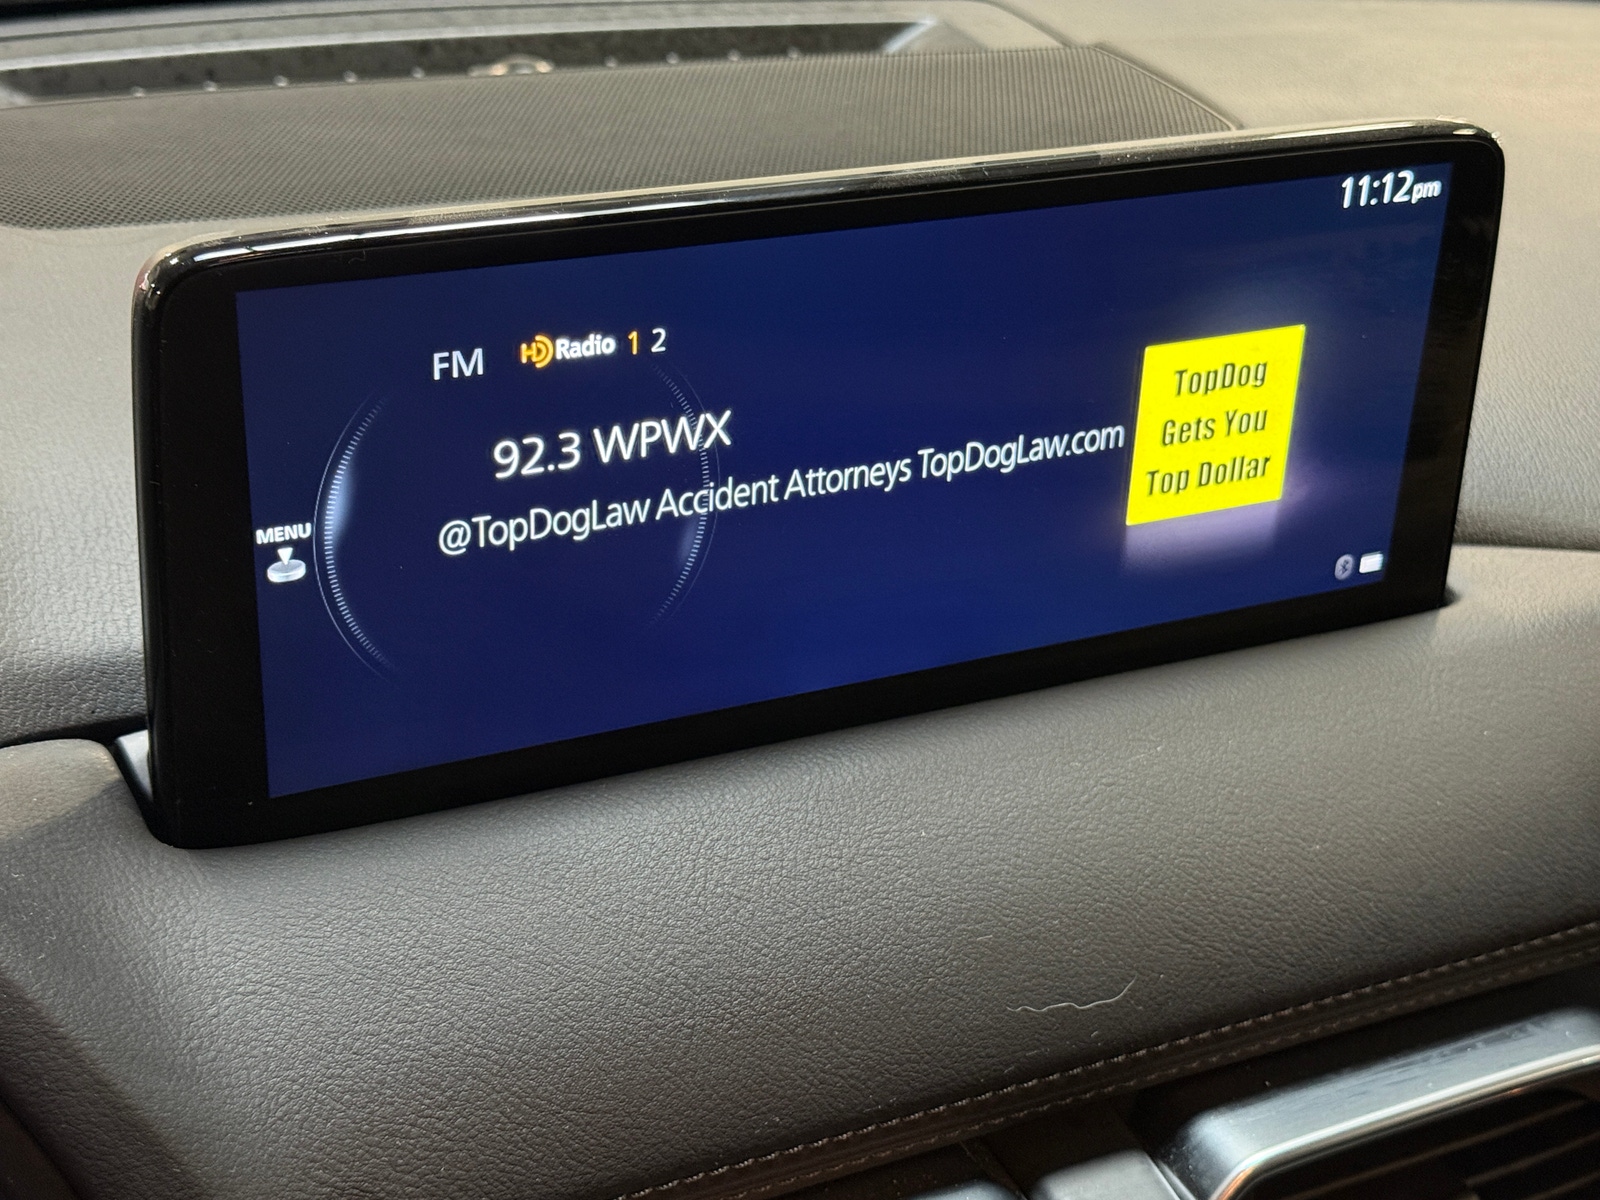 11:12pm
FM HD Radio 1 2
92.3 WPWX
@TopDogLaw Accident Attorneys TopDogLaw.com
TopDog
Gets You
Top Dollar
MENU